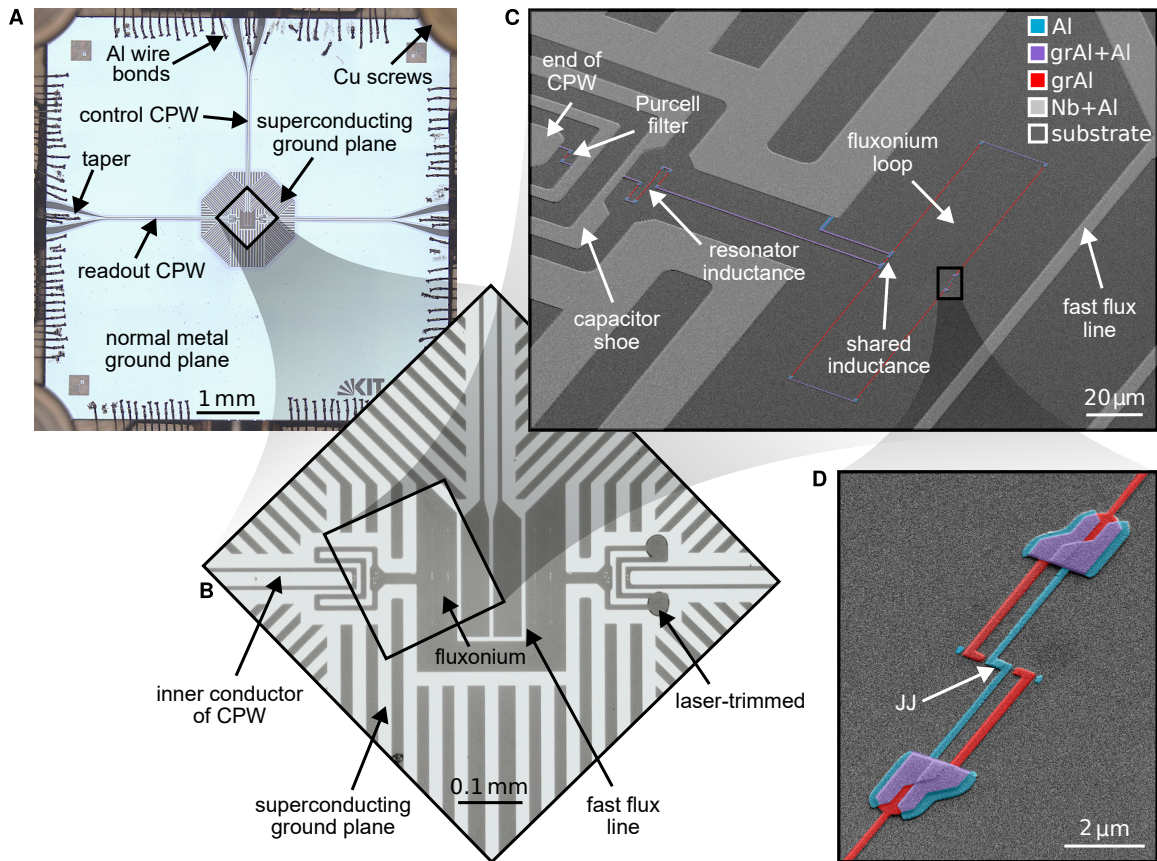 A
Al wire
bonds
Cu screws
control CPW
superconducting
ground plane
taper
readout CPW
normal metal
ground plane
KIT
1 mm
C
end of
CPW
Purcell
filter
Al
grAl+Al
grAl
Nb+Al
substrate
fluxonium
loop
resonator
inductance
capacitor
shoe
shared
inductance
fast flux
line
20 μm
B
fluxonium
inner conductor
of CPW
laser-trimmed
superconducting
ground plane
0.1 mm
fast flux
line
D
JJ
2 μm